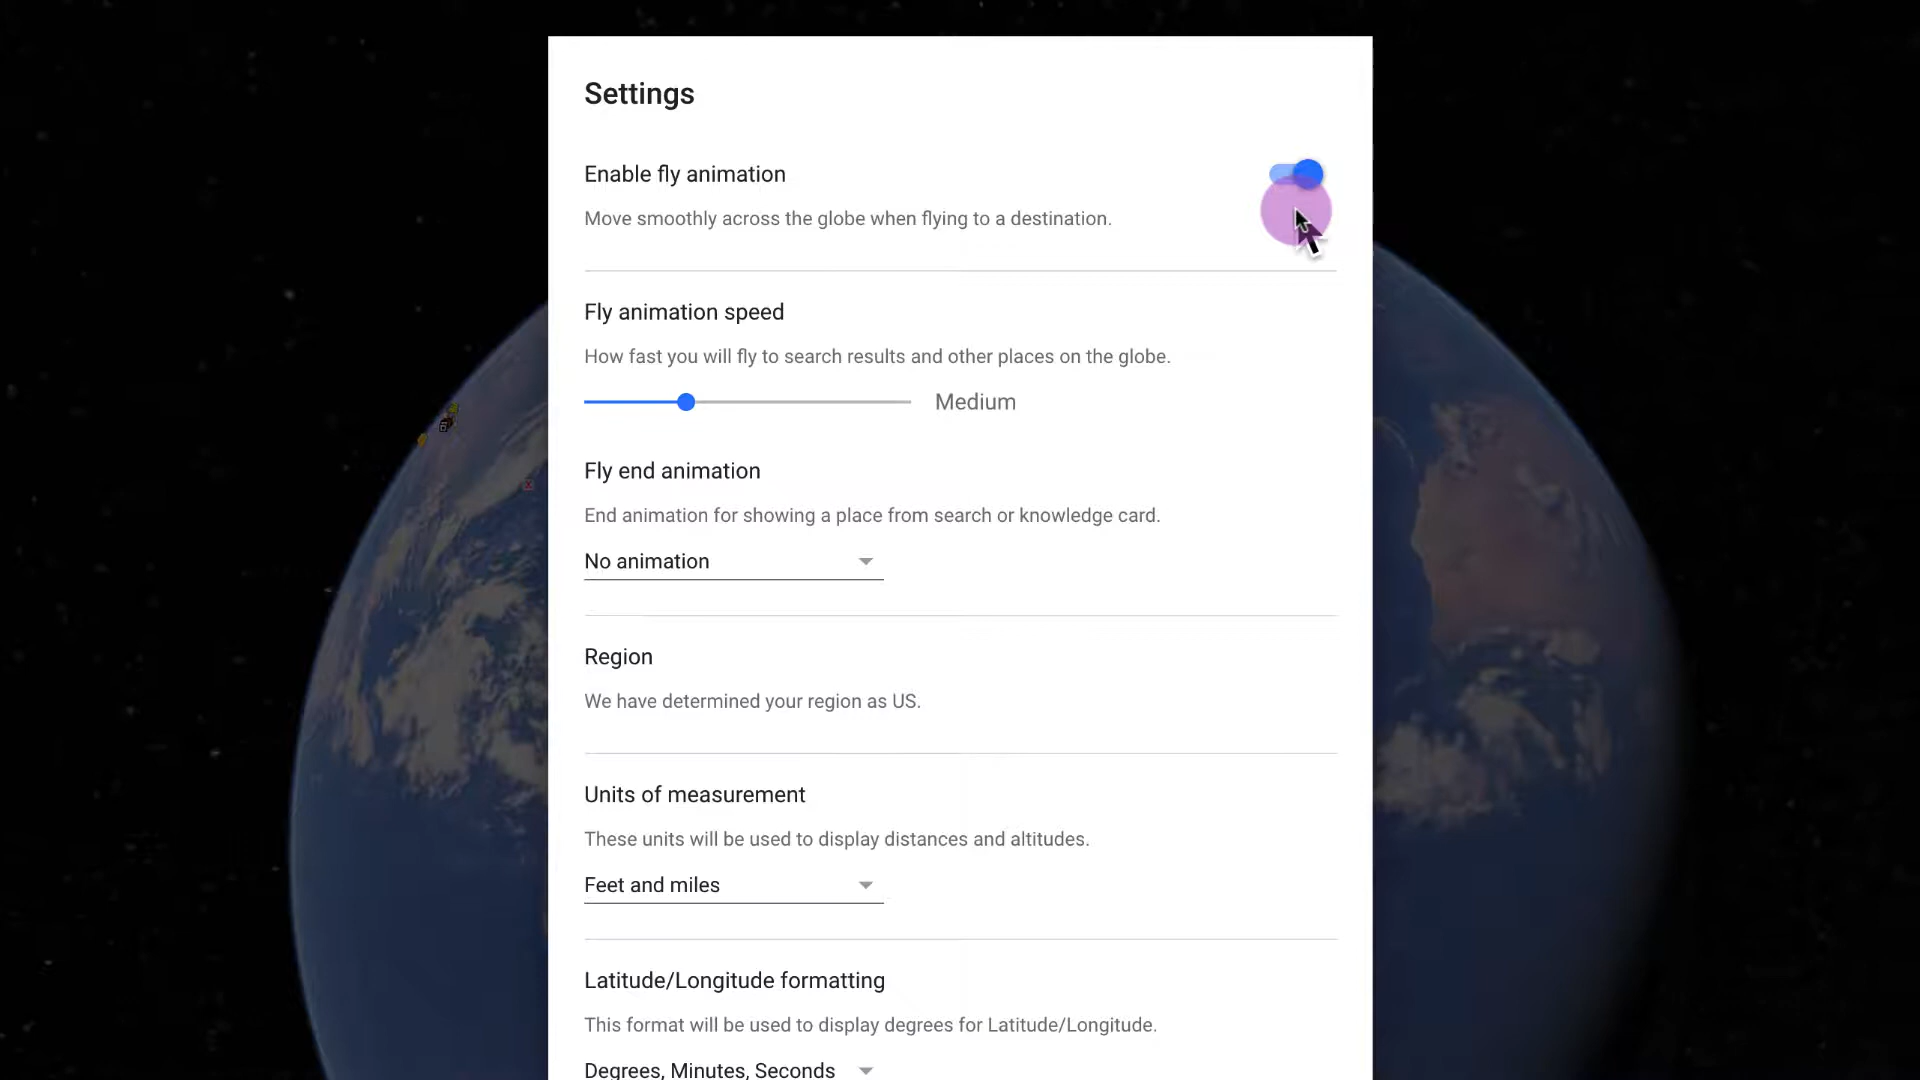 Settings
Enable fly animation
Move smoothly across the globe when flying to a destination.
Fly animation speed
How fast you will fly to search results and other places on the globe.
Medium
Fly end animation
End animation for showing a place from search or knowledge card.
No animation
Region
We have determined your region as US.
Units of measurement
These units will be used to display distances and altitudes.
Feet and miles
Latitude/Longitude formatting
This format will be used to display degrees for Latitude/Longitude.
Degrees, Minutes, Seconds